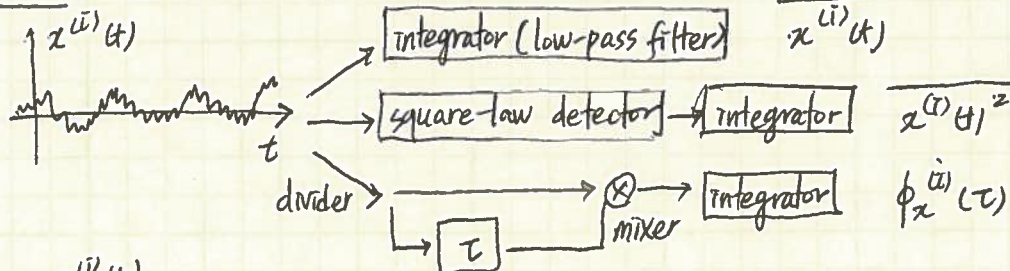 x^(i)(t)
integrator (low-pass filter)
x^(i)(t)
square-law detector
integrator
x^(i)(t)^2
t
divider
mixer
integrator
ϕ_x^(i)(τ)
τ